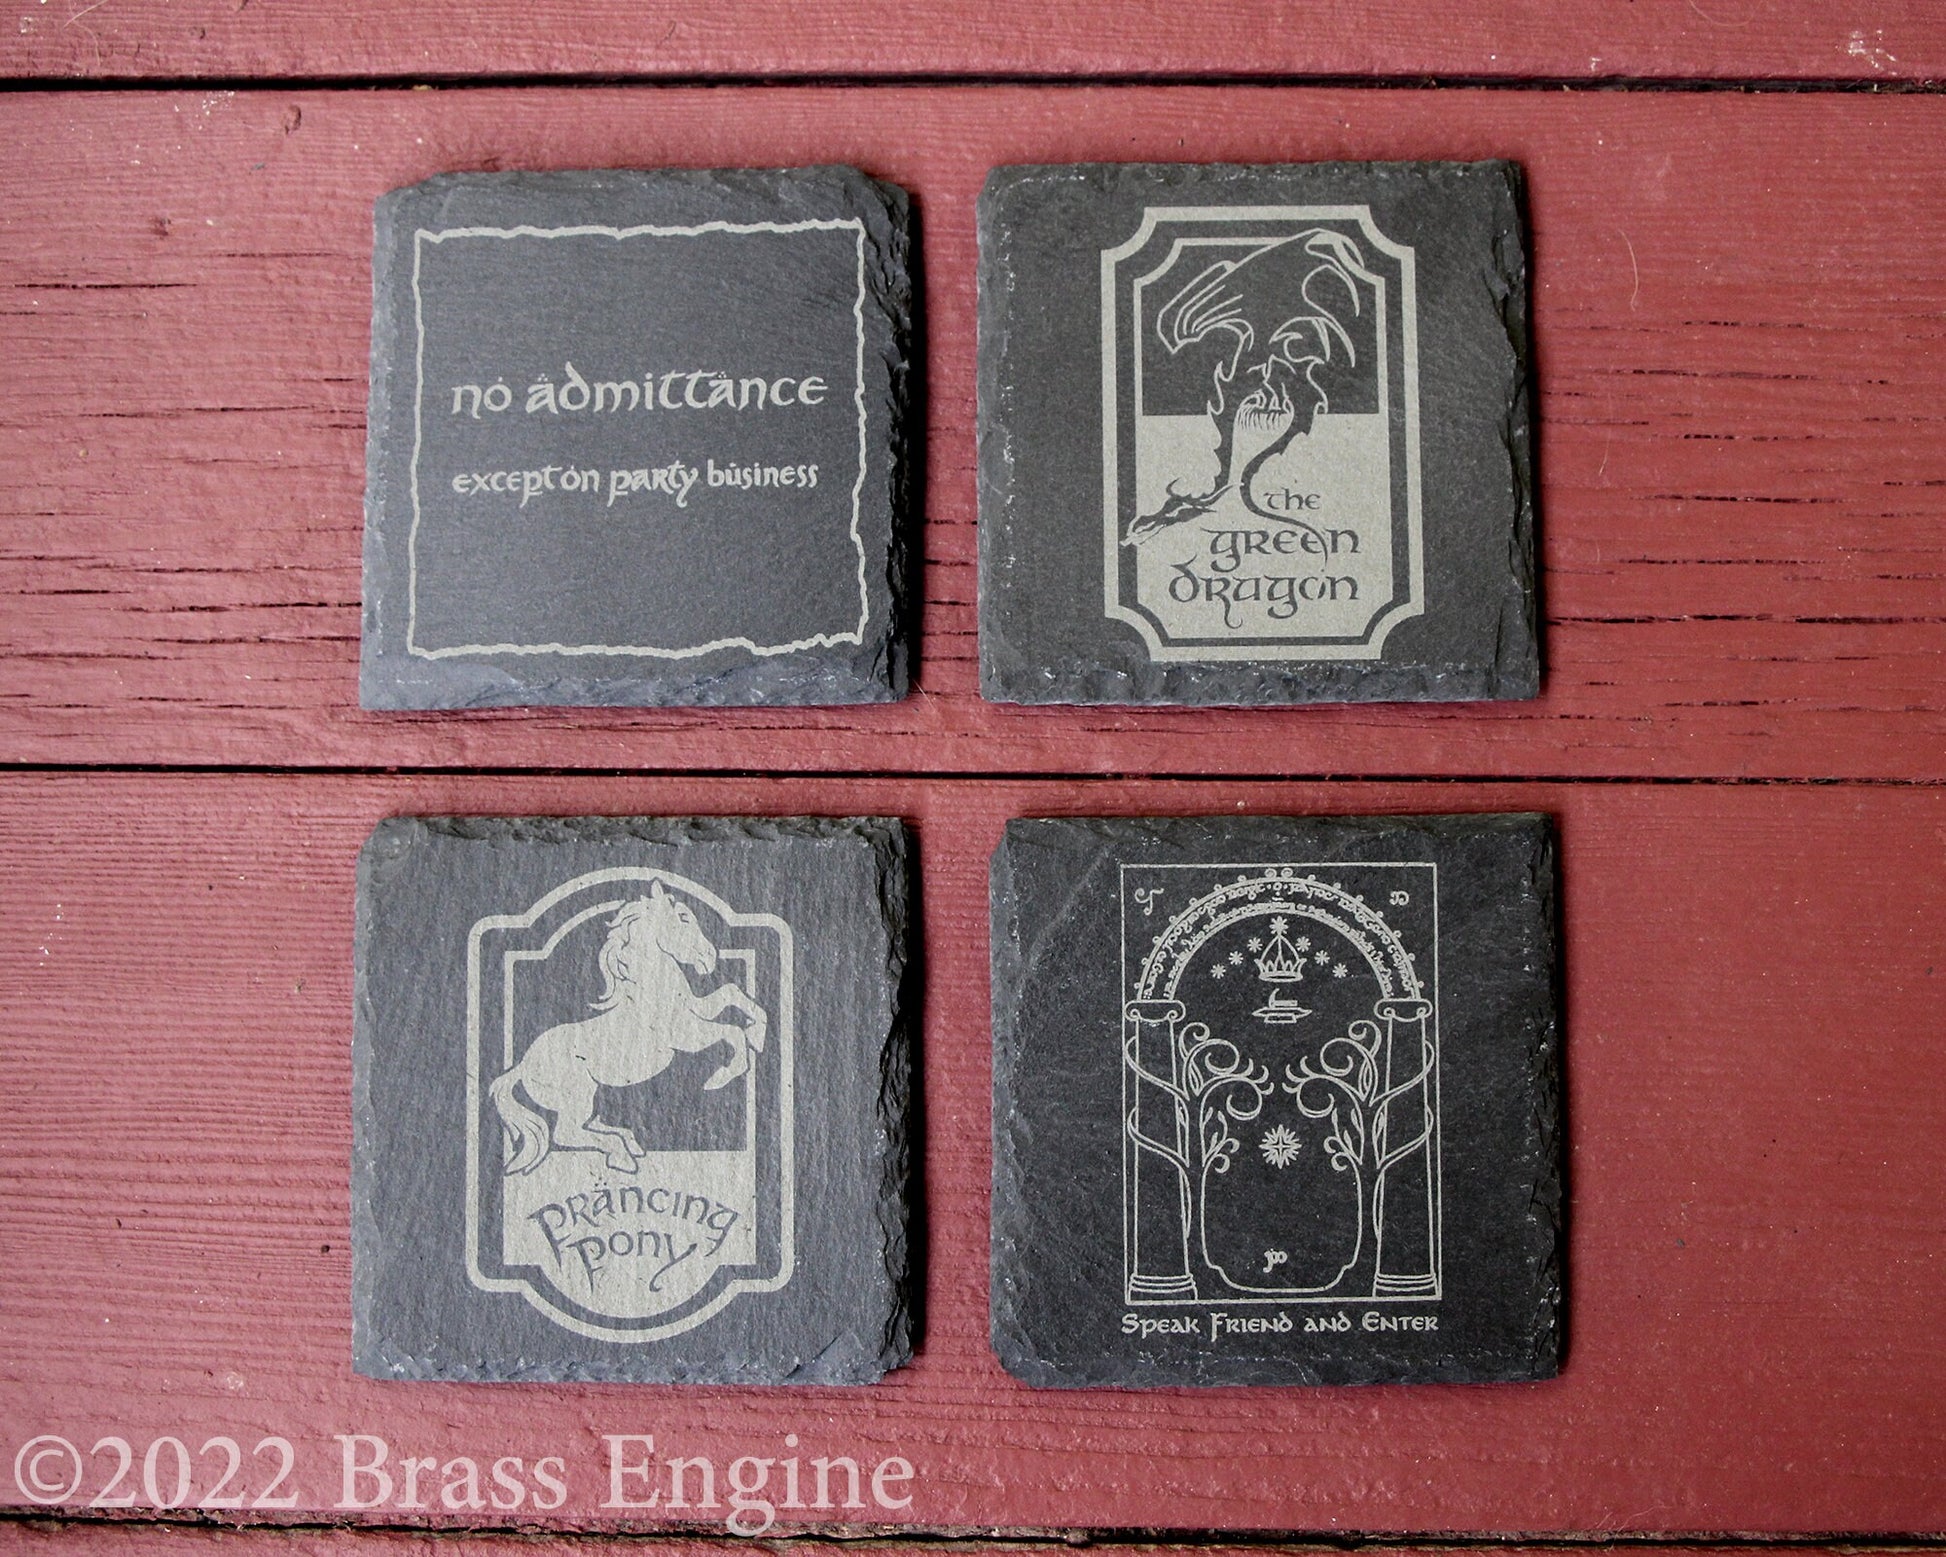 no admittance
except on party business
the
green
dragon
Prancing
Pony
Speak Friend and Enter
©2022 Brass Engine